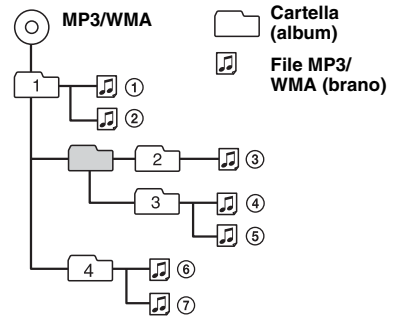 MP3/WMA
Cartella
(album)
File MP3/
WMA (brano)
1
①
②
2
③
3
④
⑤
4
⑥
⑦